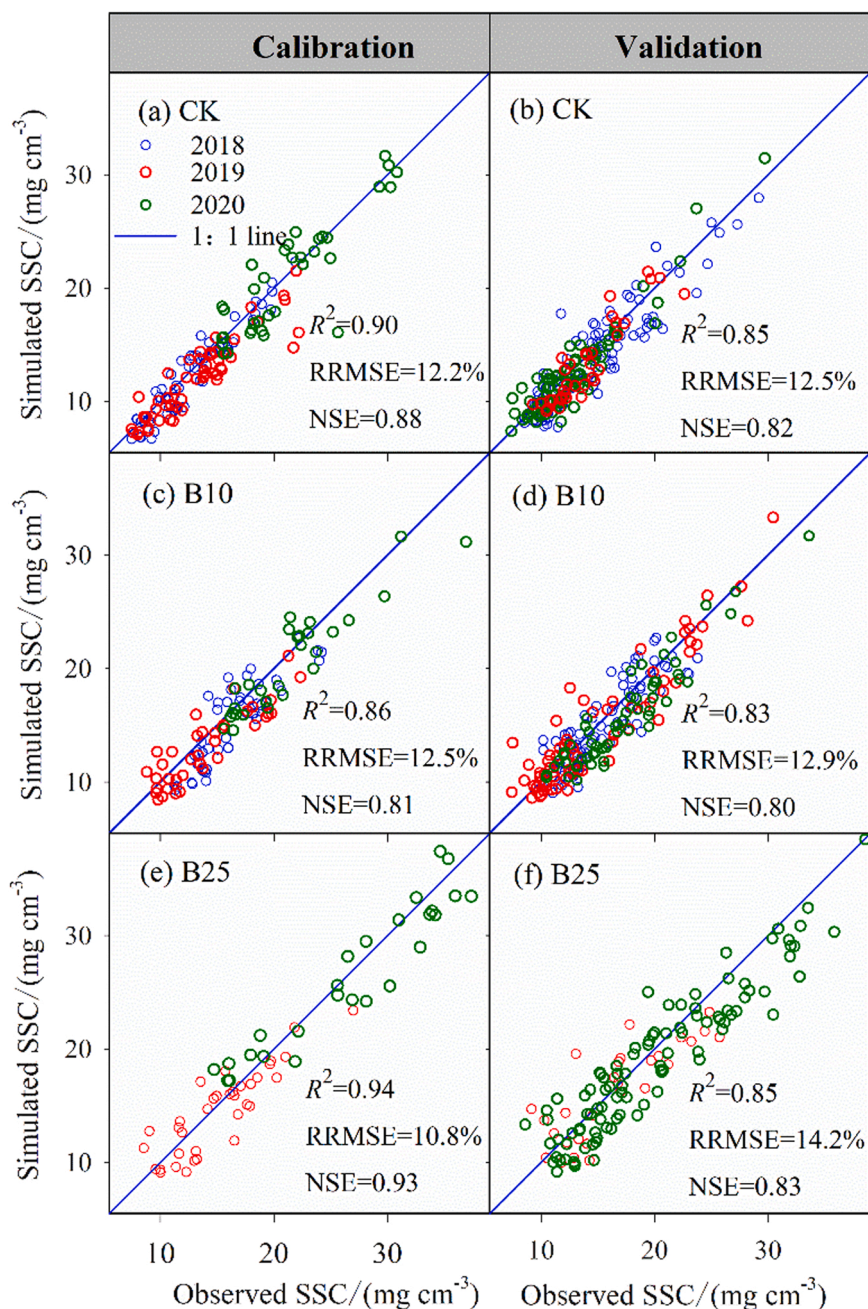 Calibration
Validation
(a) CK
2018
2019
2020
1：1 line
R²=0.90
RRMSE=12.2%
NSE=0.88
(b) CK
R²=0.85
RRMSE=12.5%
NSE=0.82
Simulated SSC/(mg cm⁻³)
30
20
10
(c) B10
R²=0.86
RRMSE=12.5%
NSE=0.81
(d) B10
R²=0.83
RRMSE=12.9%
NSE=0.80
Simulated SSC/(mg cm⁻³)
30
20
10
(e) B25
R²=0.94
RRMSE=10.8%
NSE=0.93
(f) B25
R²=0.85
RRMSE=14.2%
NSE=0.83
Simulated SSC/(mg cm⁻³)
30
20
10
10 20 30
10 20 30
Observed SSC/(mg cm⁻³)
Observed SSC/(mg cm⁻³)